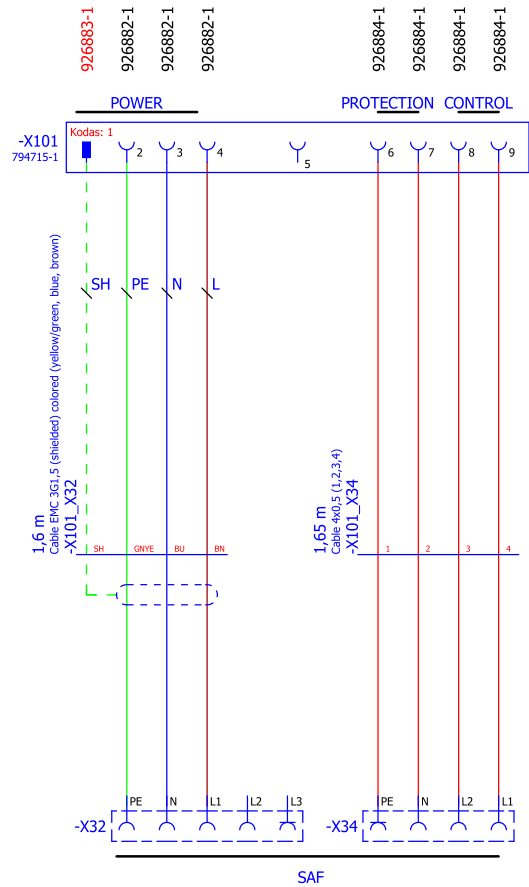 926883-1
926882-1
926882-1
926882-1
926884-1
926884-1
926884-1
926884-1
POWER
PROTECTION
CONTROL
-X101
794715-1
Kodas: 1
2
3
4
5
6
7
8
9
SH
PE
N
L
1,6 m
Cable EMC 3G1,5 (shielded) colored (yellow/green, blue, brown)
-X101_X32
SH
GNYE
BU
BN
1,65 m
Cable 4x0,5 (1,2,3,4)
-X101_X34
1
2
3
4
-X32
PE
N
L1
L2
L3
-X34
PE
N
L2
L1
SAF